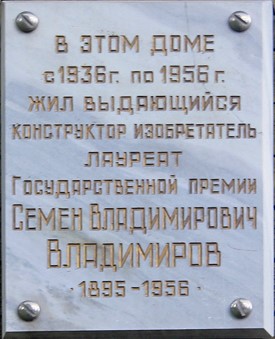 В ЭТОМ ДОМЕ
С 1936 г. ПО 1956 г.
ЖИЛ ВЫДАЮЩИЙСЯ
КОНСТРУКТОР ИЗОБРЕТАТЕЛЬ-
ЛАУРЕАТ
ГОСУДАРСТВЕННОЙ ПРЕМИИ
СЕМЕН ВЛАДИМИРОВИЧ
ВЛАДИМИРОВ
·1895-1956·